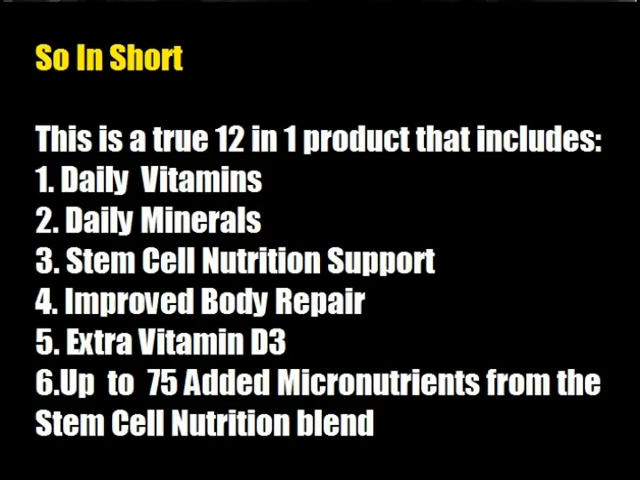 So In Short
This is a true 12 in 1 product that includes:
1. Daily Vitamins
2. Daily Minerals
3. Stem Cell Nutrition Support
4. Improved Body Repair
5. Extra Vitamin D3
6.Up to 75 Added Micronutrients from the
Stem Cell Nutrition blend